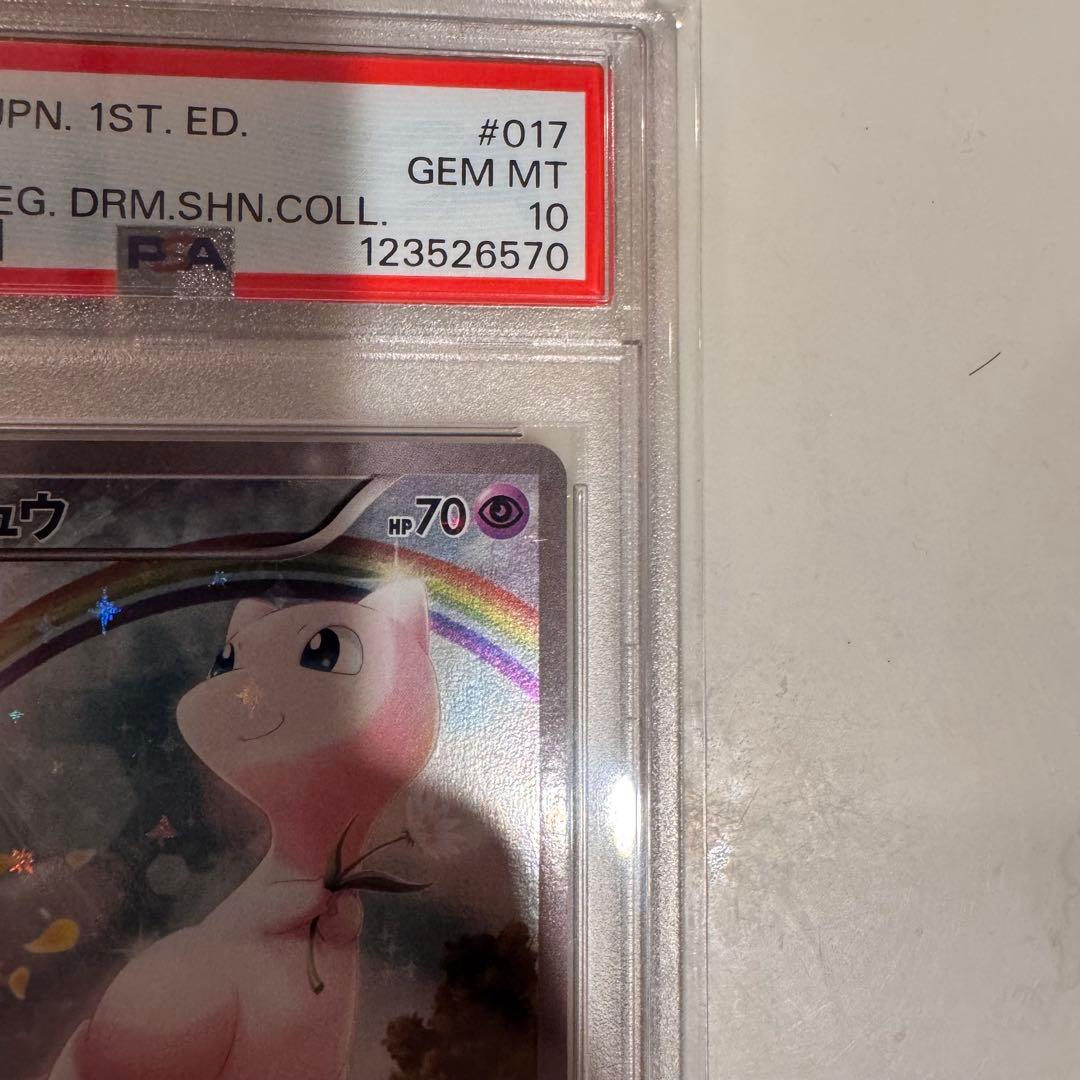 JPN. 1ST. ED.
#017
GEM MT
EG. DRM.SHN.COLL.
10
PSA
123526570
ュウ
HP70